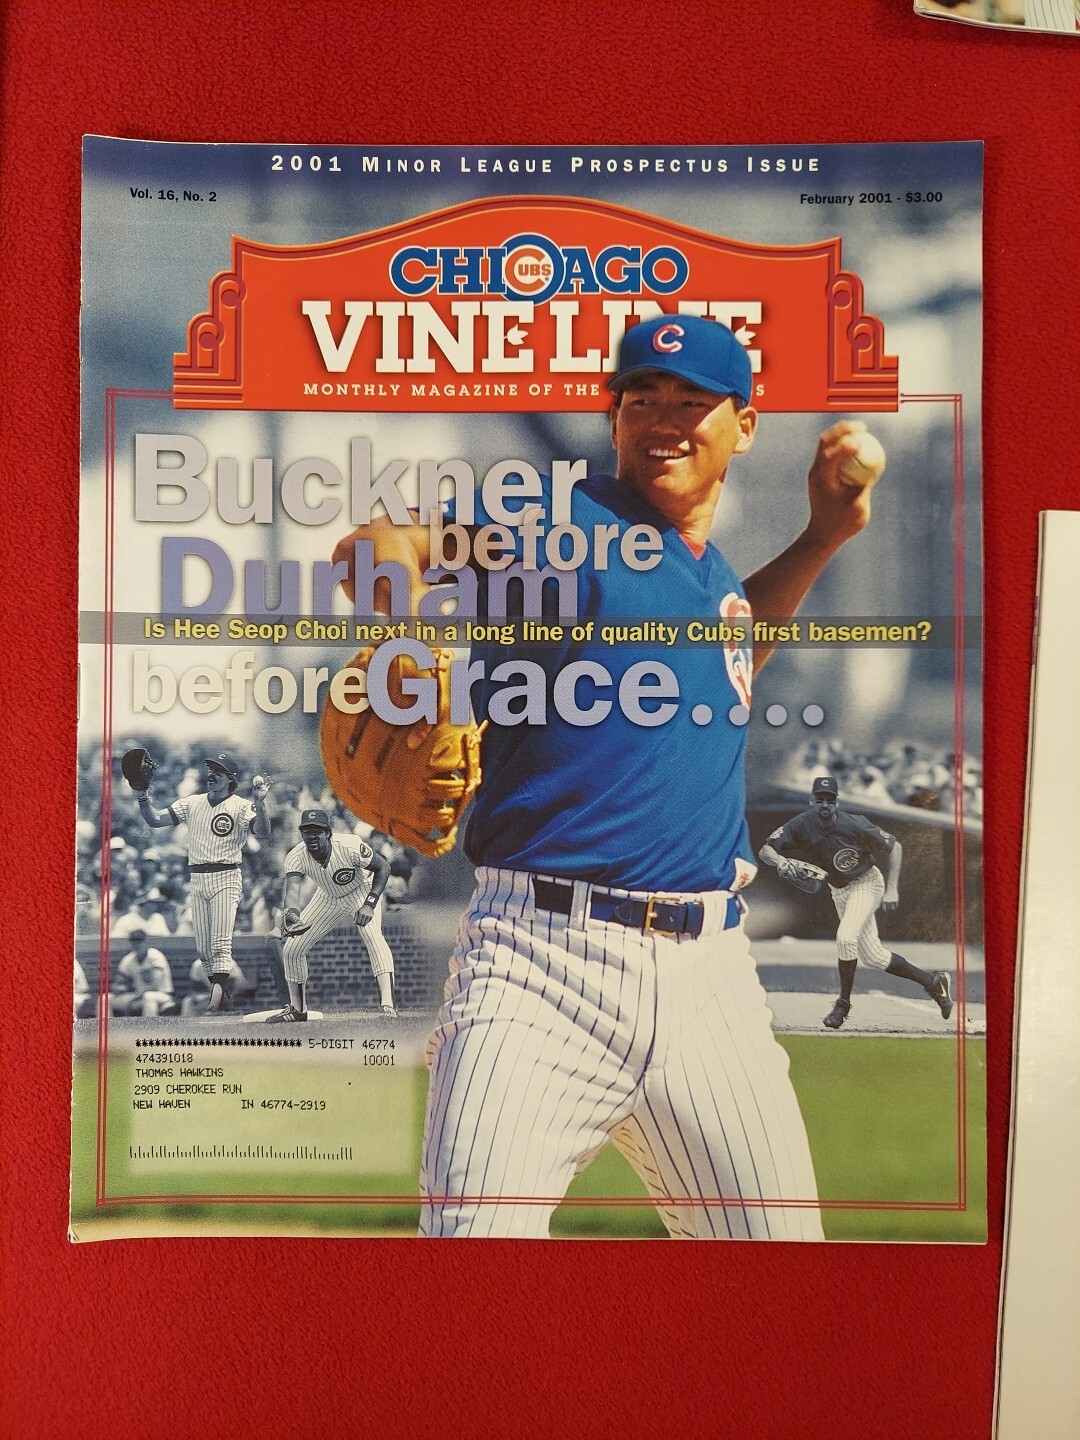 2001 MINOR LEAGUE PROSPECTUS ISSUE
Vol. 16, No. 2
February 2001 - $3.00
CHICAGO
CUBS
VINE LINE
MONTHLY MAGAZINE OF THE
C
Buckner
before
Durham
Is Hee Seop Choi next in a long line of quality Cubs first basemen?
before Grace....
***************************** 5-DIGIT 46774
474391018 10001
THOMAS HAWKINS
2909 CHEROKEE RUN
NEW HAVEN IN 46774-2919